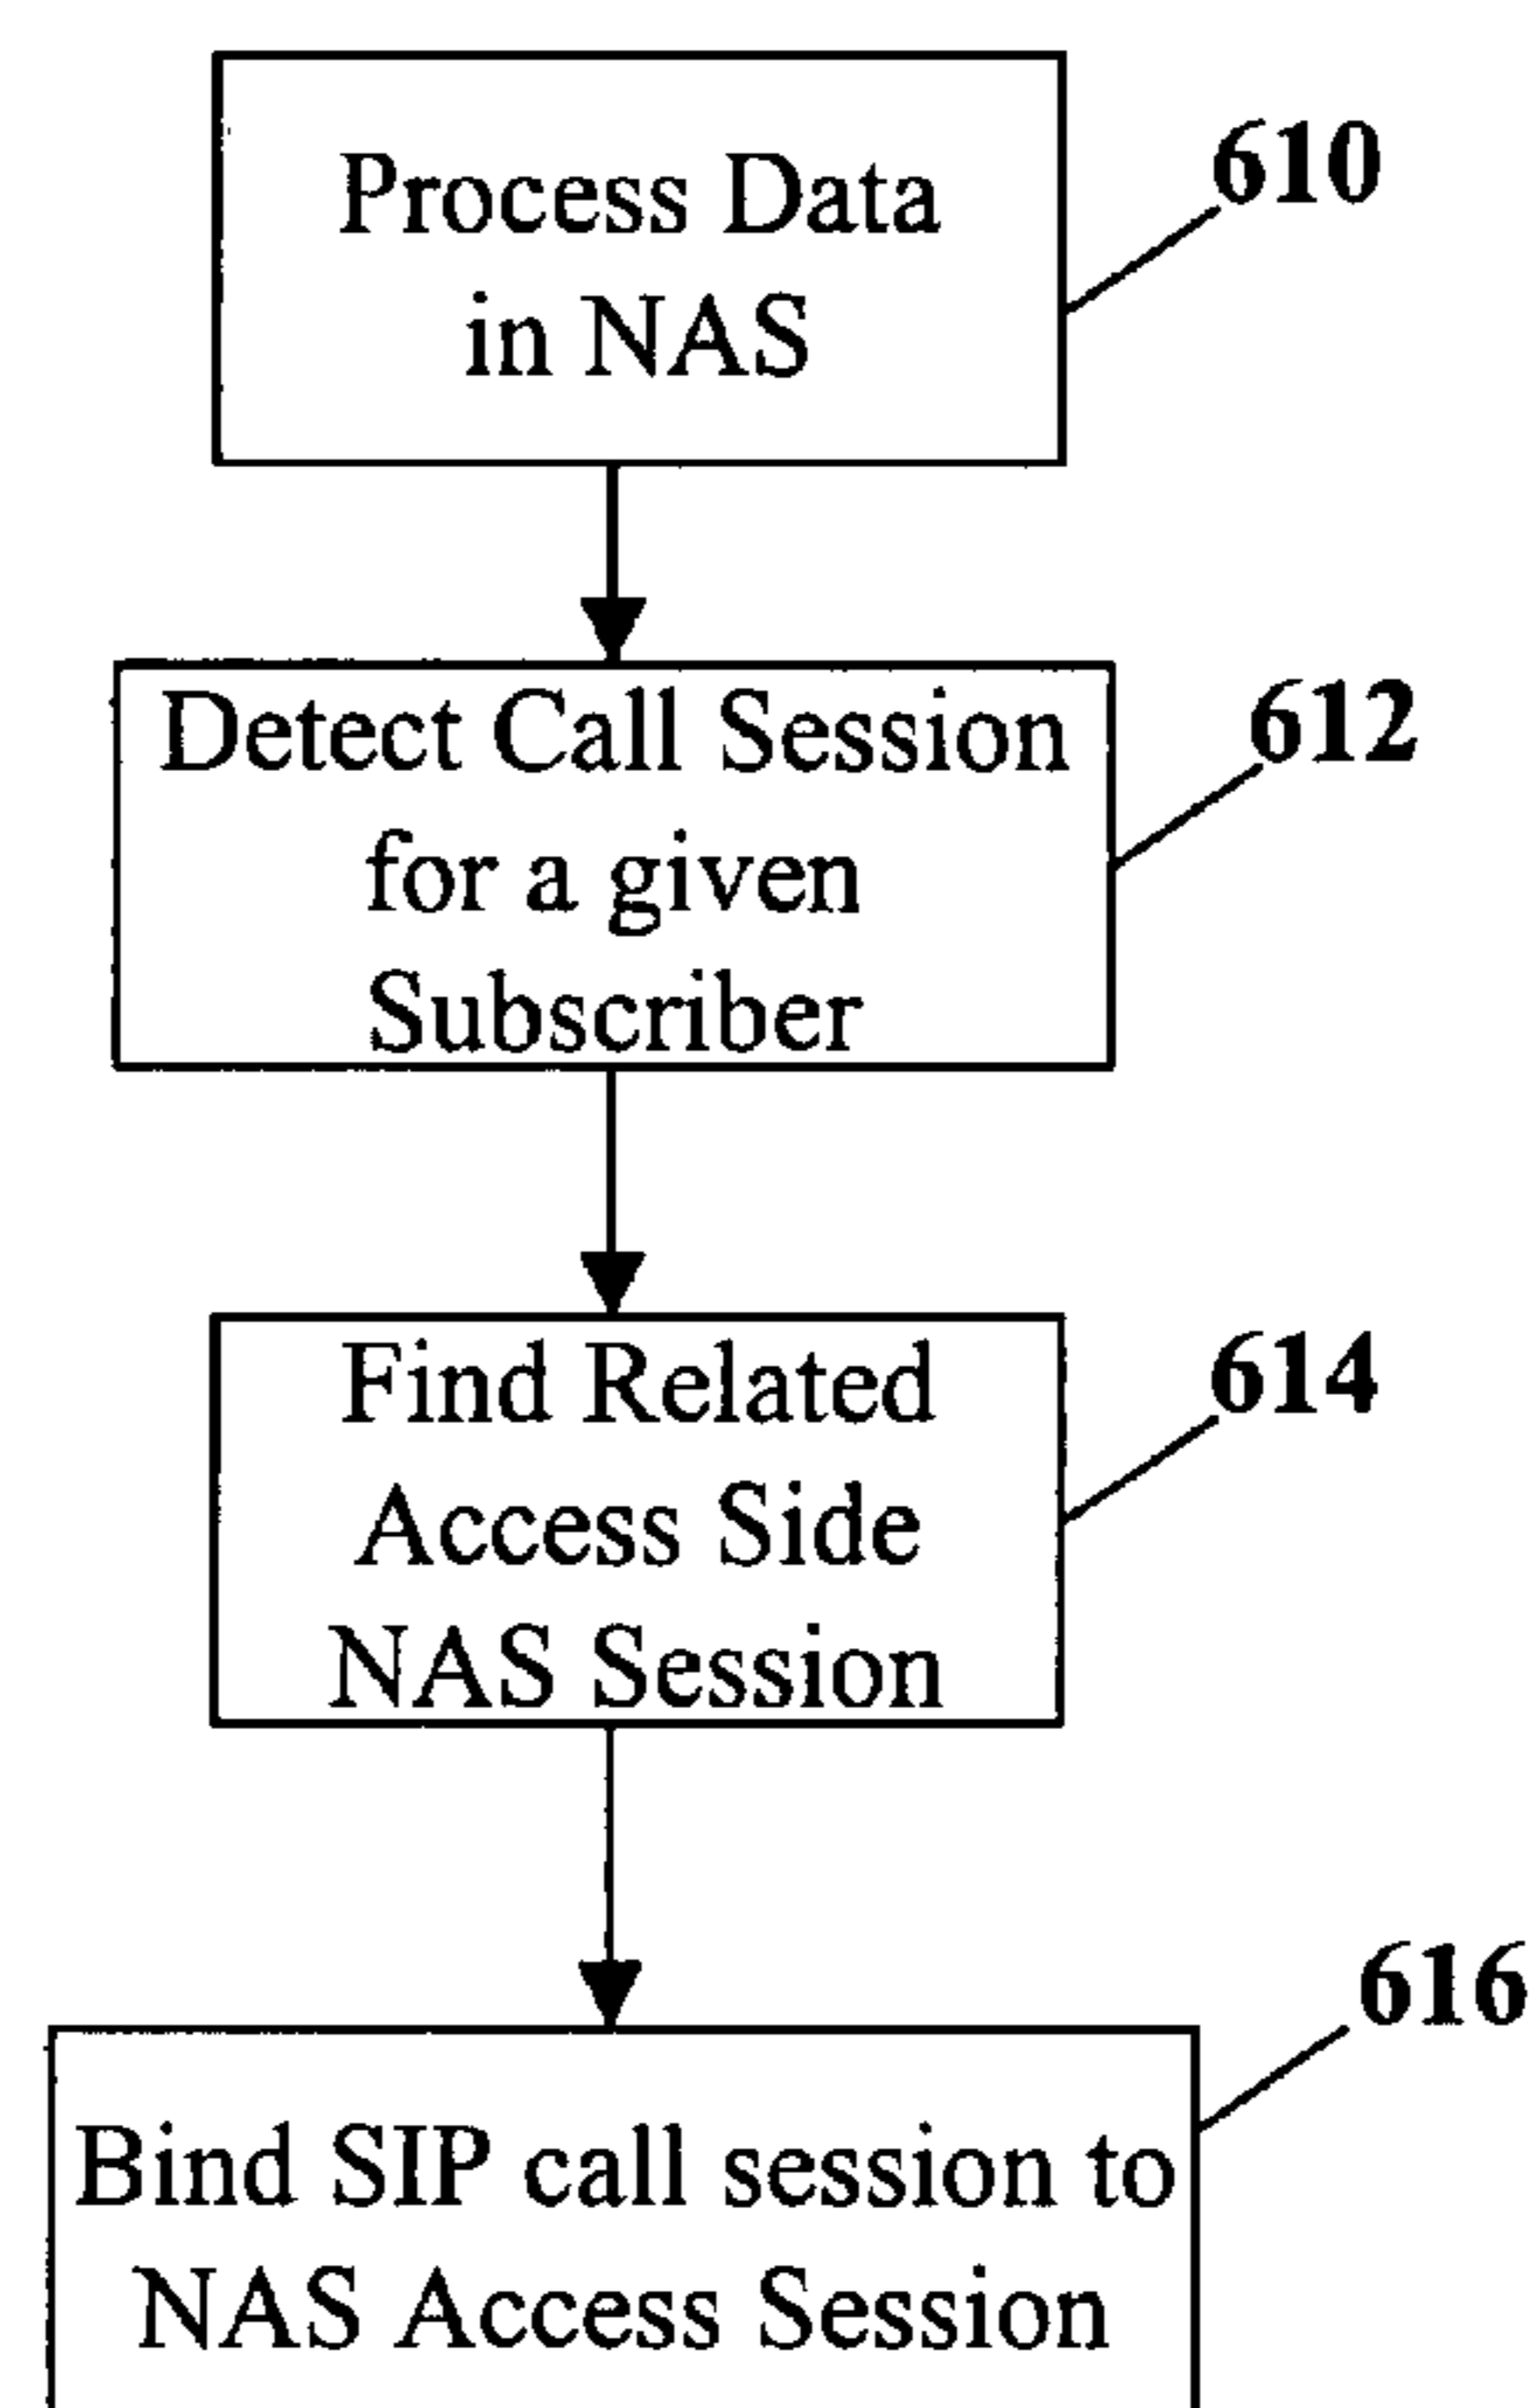 Process Data
in NAS
610
Detect Call Session
for a given
Subscriber
612
Find Related
Access Side
NAS Session
614
Bind SIP call session to
NAS Access Session
616